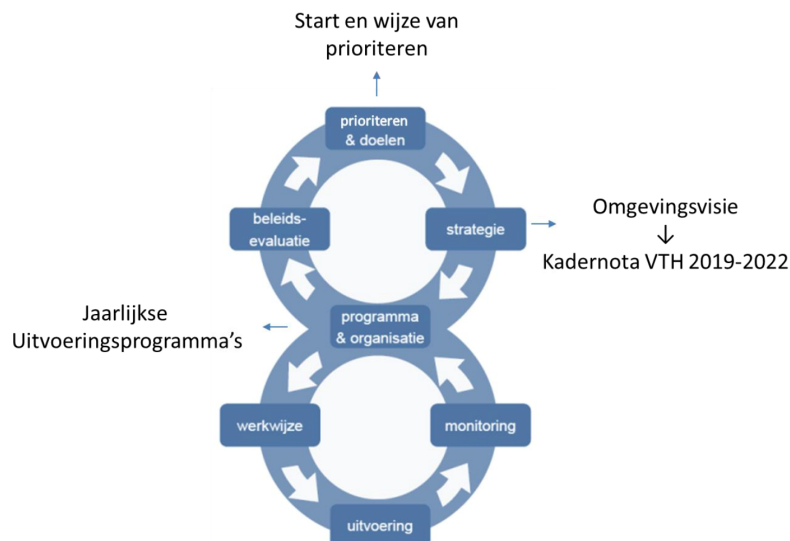 Start en wijze van
prioriteren
prioriteren
& doelen
beleids-
evaluatie
strategie
Omgevingsvisie
↓
Kadernota VTH 2019-2022
Jaarlijkse
Uitvoeringsprogramma's
programma
& organisatie
werkwijze
monitoring
uitvoering